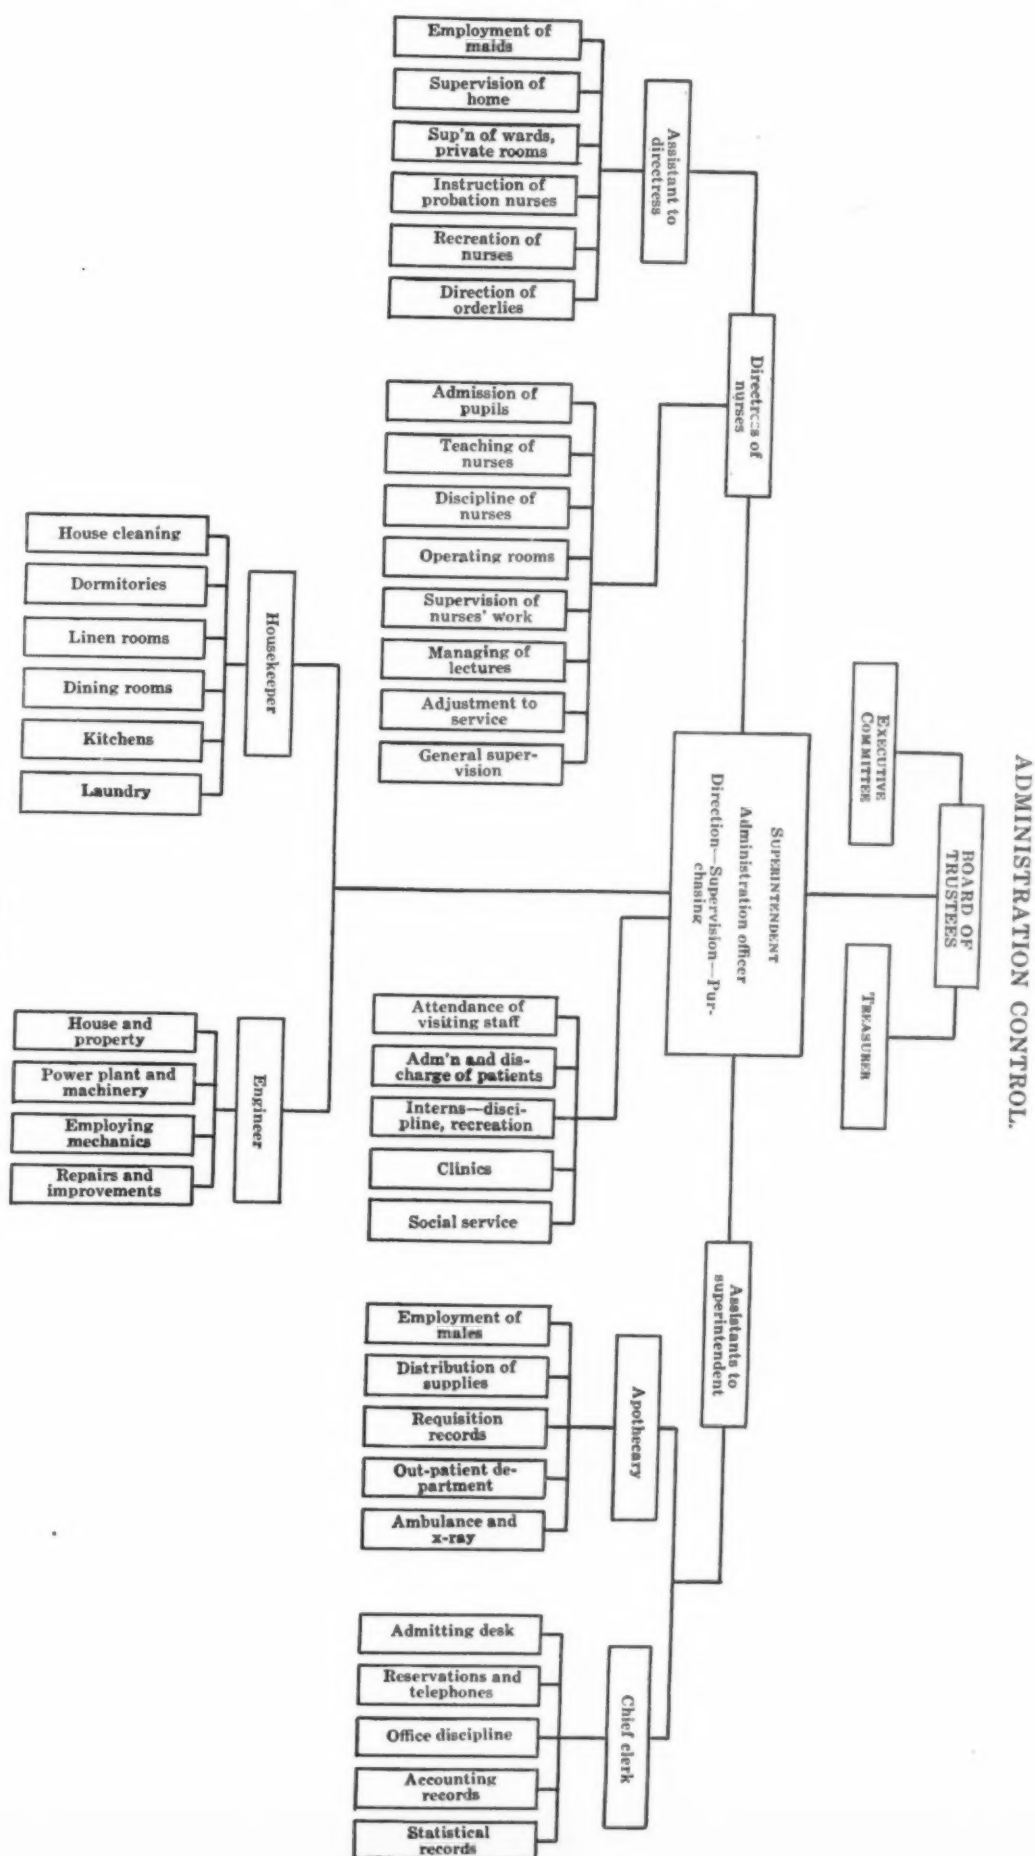 ADMINISTRATION CONTROL.
BOARD OF
TRUSTEES
EXECUTIVE
COMMITTEE
TREASURER
SUPERINTENDENT
Administration officer
Direction—Supervision—Pur-
chasing
Directress of
nurses
Assistants to
superintendent
Assistant to
directress
Employment of
maids
Supervision of
home
Sup'n of wards,
private rooms
Instruction of
probation nurses
Recreation of
nurses
Direction of
orderlies
Admission of
pupils
Teaching of
nurses
Discipline of
nurses
Operating rooms
Supervision of
nurses' work
Managing of
lectures
Adjustment to
service
General super-
vision
Housekeeper
House cleaning
Dormitories
Linen rooms
Dining rooms
Kitchens
Laundry
Engineer
House and
property
Power plant and
machinery
Employing
mechanics
Repairs and
improvements
Attendance of
visiting staff
Adm'n and dis-
charge of patients
Interns—disci-
pline, recreation
Clinics
Social service
Apothecary
Employment of
males
Distribution of
supplies
Requisition
records
Out-patient de-
partment
Ambulance and
x-ray
Chief clerk
Admitting desk
Reservations and
telephones
Office discipline
Accounting
records
Statistical
records